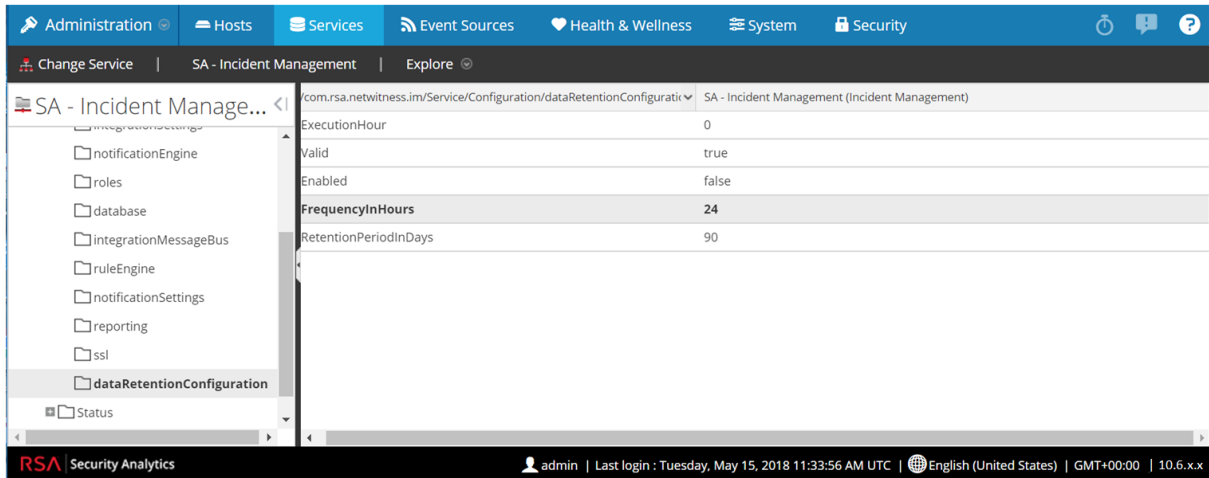 Administration Hosts Services Event Sources Health & Wellness System Security
Change Service | SA - Incident Management | Explore
SA - Incident Manage...
/com.rsa.netwitness.im/Service/Configuration/dataRetentionConfiguratic SA - Incident Management (Incident Management)
integrationSettings
ExecutionHour 0
notificationEngine
Valid true
roles
Enabled false
database
FrequencyInHours 24
integrationMessageBus
RetentionPeriodInDays 90
ruleEngine
notificationSettings
reporting
ssl
dataRetentionConfiguration
Status
RSA Security Analytics admin | Last login : Tuesday, May 15, 2018 11:33:56 AM UTC | English (United States) | GMT+00:00 | 10.6.x.x